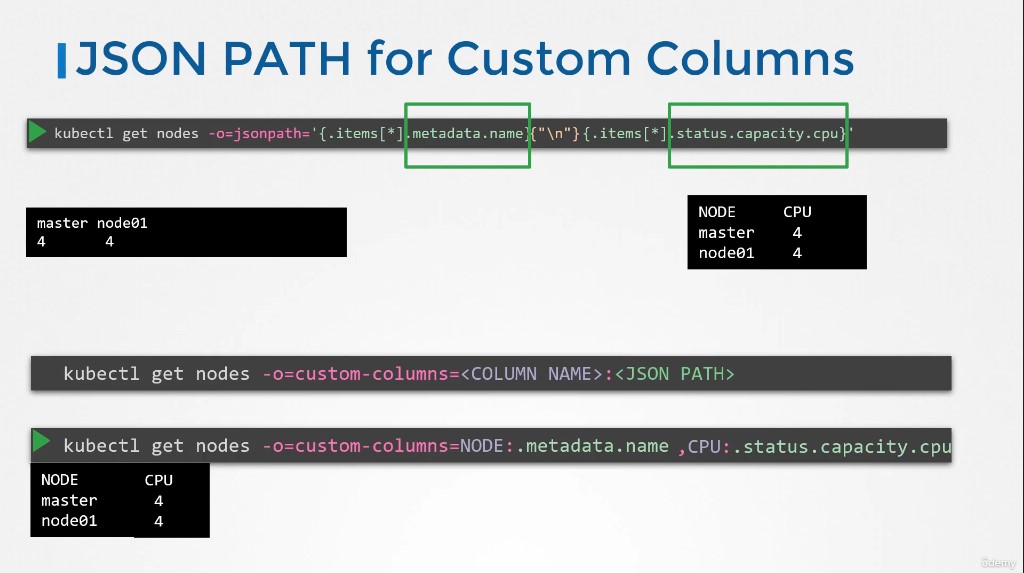 JSON PATH for Custom Columns
kubectl get nodes -o=jsonpath='{.items[*].metadata.name}{"\n"}{.items[*].status.capacity.cpu}'
master node01
4 4
NODE CPU
master 4
node01 4
kubectl get nodes -o=custom-columns=<COLUMN NAME>:<JSON PATH>
kubectl get nodes -o=custom-columns=NODE:.metadata.name ,CPU:.status.capacity.cpu
NODE CPU
master 4
node01 4
ûdemy